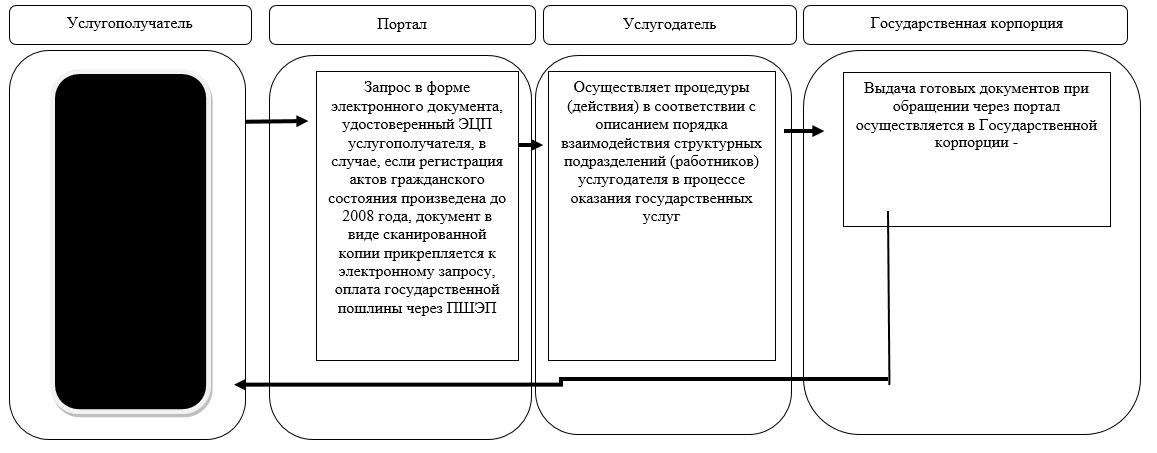 Услугополучатель
Портал
Услугодатель
Государственная корпорция
Запрос в форме
электронного документа,
удостоверенный ЭЦП
услугополучателя, в
случае, если регистрация
актов гражданского
состояния произведена до
2008 года, документ в
виде сканированной
копии прикрепляется к
электронному запросу,
оплата государственной
пошлины через ПШЭП
Осуществляет процедуры
(действия) в соответствии с
описанием порядка
взаимодействия структурных
подразделений (работников)
услугодателя в процессе
оказания государственных
услуг
Выдача готовых документов при
обращении через портал
осуществляется в Государственной
корпорции -